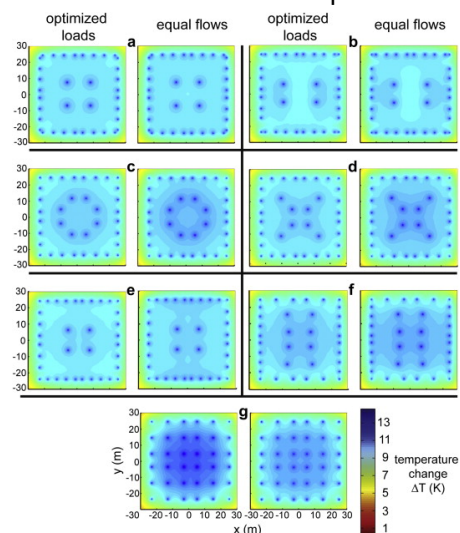 optimized loads
equal flows
optimized loads
equal flows
a
b
30
20
10
0
-10
-20
-30
c
d
30
20
10
0
-10
-20
-30
e
f
30
20
10
0
-10
-20
-30
g
30
20
10
0
-10
-20
-30
y (m)
-30 -20 -10 0 10 20 30
-20 -10 0 10 20 30
x (m)
13
11
9
7
5
3
1
temperature
change
ΔT (K)